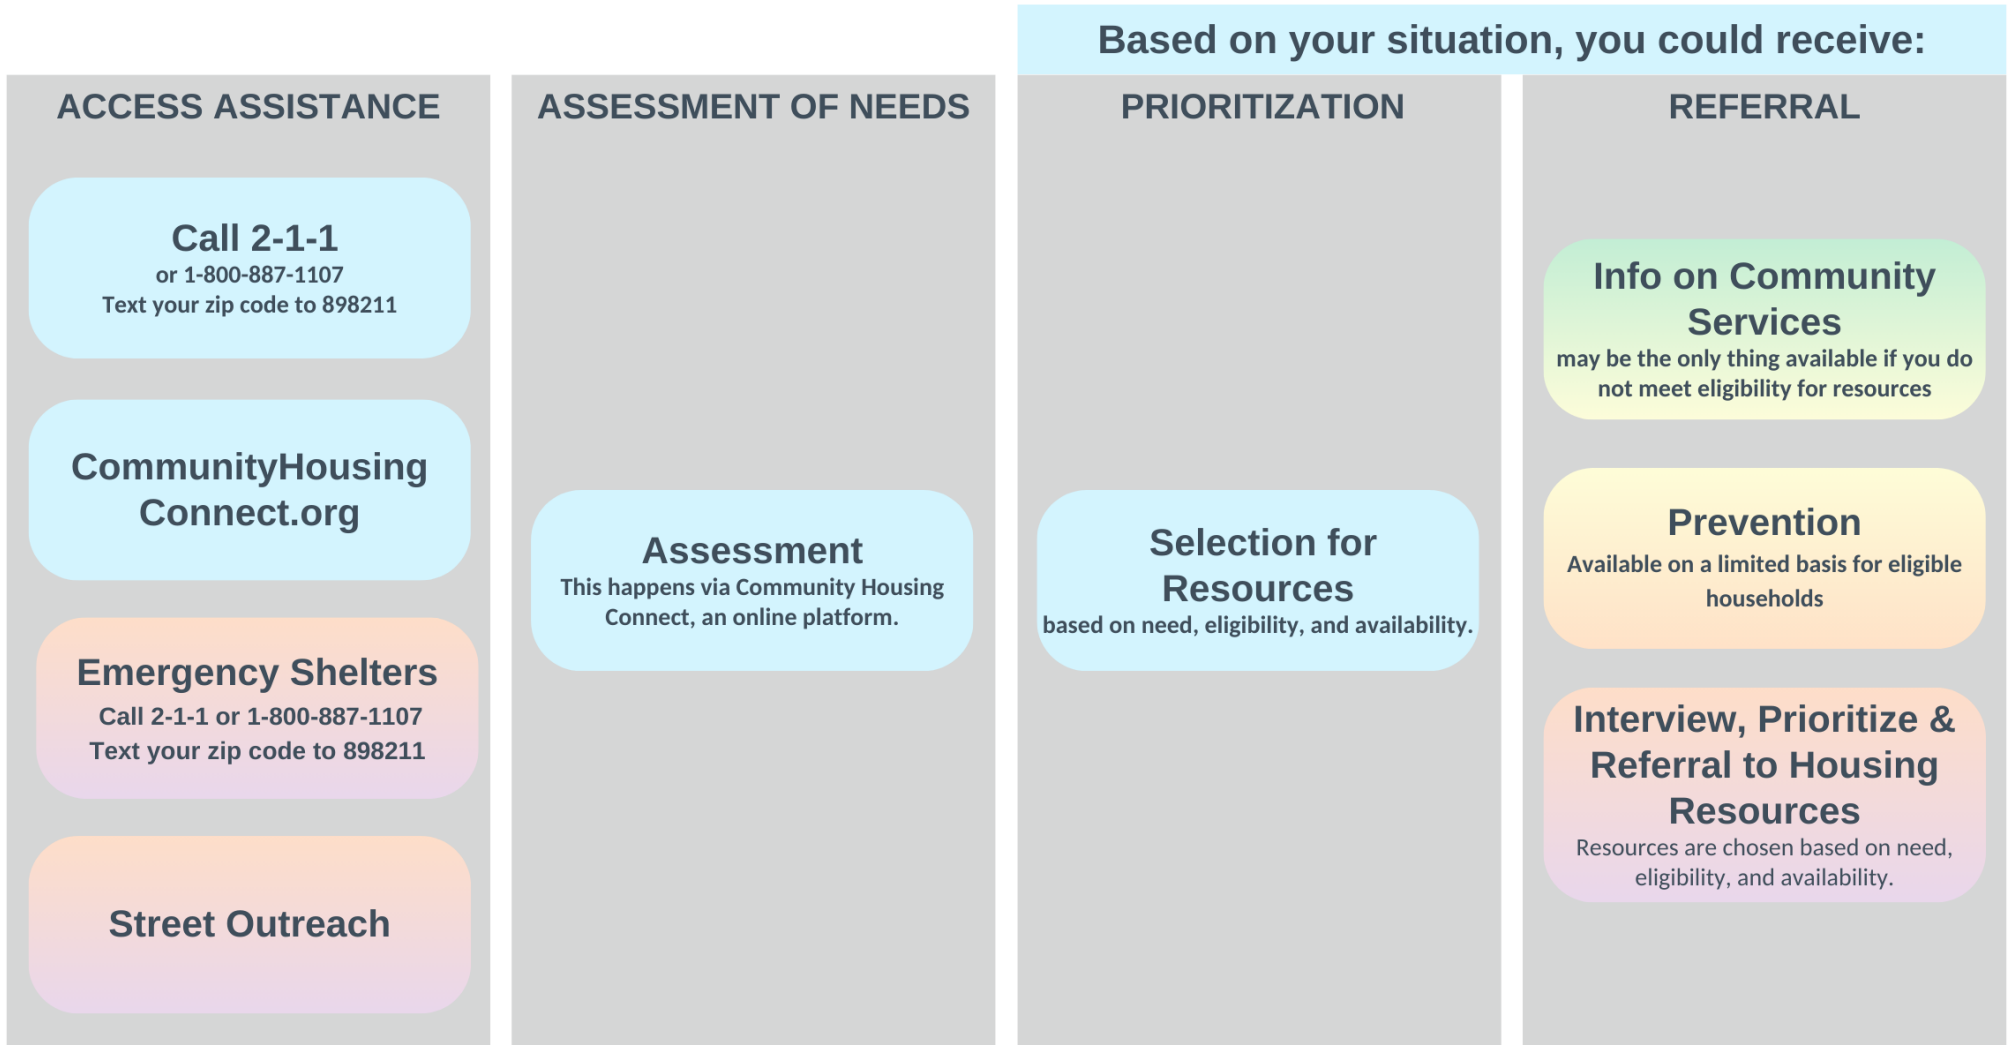 Based on your situation, you could receive:
ACCESS ASSISTANCE
Call 2-1-1
or 1-800-887-1107
Text your zip code to 898211
CommunityHousing
Connect.org
Emergency Shelters
Call 2-1-1 or 1-800-887-1107
Text your zip code to 898211
Street Outreach
ASSESSMENT OF NEEDS
Assessment
This happens via Community Housing
Connect, an online platform.
PRIORITIZATION
Selection for
Resources
based on need, eligibility, and availability.
REFERRAL
Info on Community
Services
may be the only thing available if you do
not meet eligibility for resources
Prevention
Available on a limited basis for eligible
households
Interview, Prioritize &
Referral to Housing
Resources
Resources are chosen based on need,
eligibility, and availability.